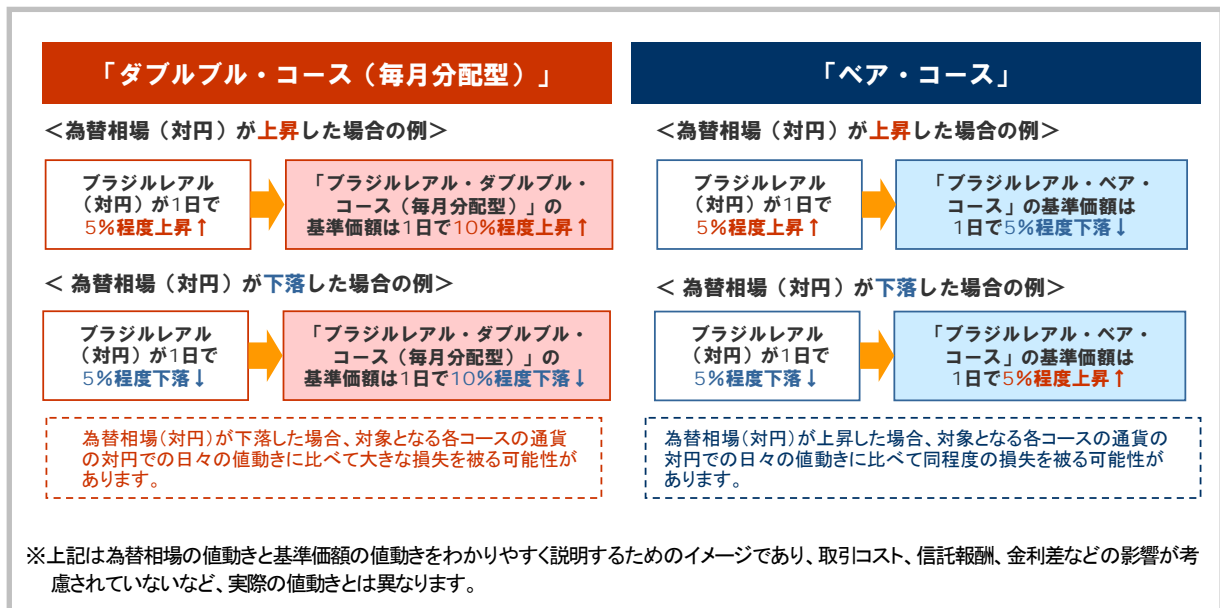 「ダブルブル・コース（毎月分配型）」
＜為替相場（対円）が上昇した場合の例＞
ブラジルレアル
（対円）が1日で
5%程度上昇↑
「ブラジルレアル・ダブルブル・
コース（毎月分配型）」の
基準価額は1日で10%程度上昇↑
＜ 為替相場（対円）が下落した場合の例＞
ブラジルレアル
（対円）が1日で
5%程度下落↓
「ブラジルレアル・ダブルブル・
コース（毎月分配型）」の
基準価額は1日で10%程度下落↓
為替相場(対円)が下落した場合、対象となる各コースの通貨
の対円での日々の値動きに比べて大きな損失を被る可能性が
あります。
「ベア・コース」
＜為替相場（対円）が上昇した場合の例＞
ブラジルレアル
（対円）が1日で
5%程度上昇↑
「ブラジルレアル・ベア・
コース」の基準価額は
1日で5%程度下落↓
＜ 為替相場（対円）が下落した場合の例＞
ブラジルレアル
（対円）が1日で
5%程度下落↓
「ブラジルレアル・ベア・
コース」の基準価額は
1日で5%程度上昇↑
為替相場(対円)が上昇した場合、対象となる各コースの通貨の
対円での日々の値動きに比べて同程度の損失を被る可能性が
あります。
※上記は為替相場の値動きと基準価額の値動きをわかりやすく説明するためのイメージであり、取引コスト、信託報酬、金利差などの影響が考
慮されていないなど、実際の値動きとは異なります。